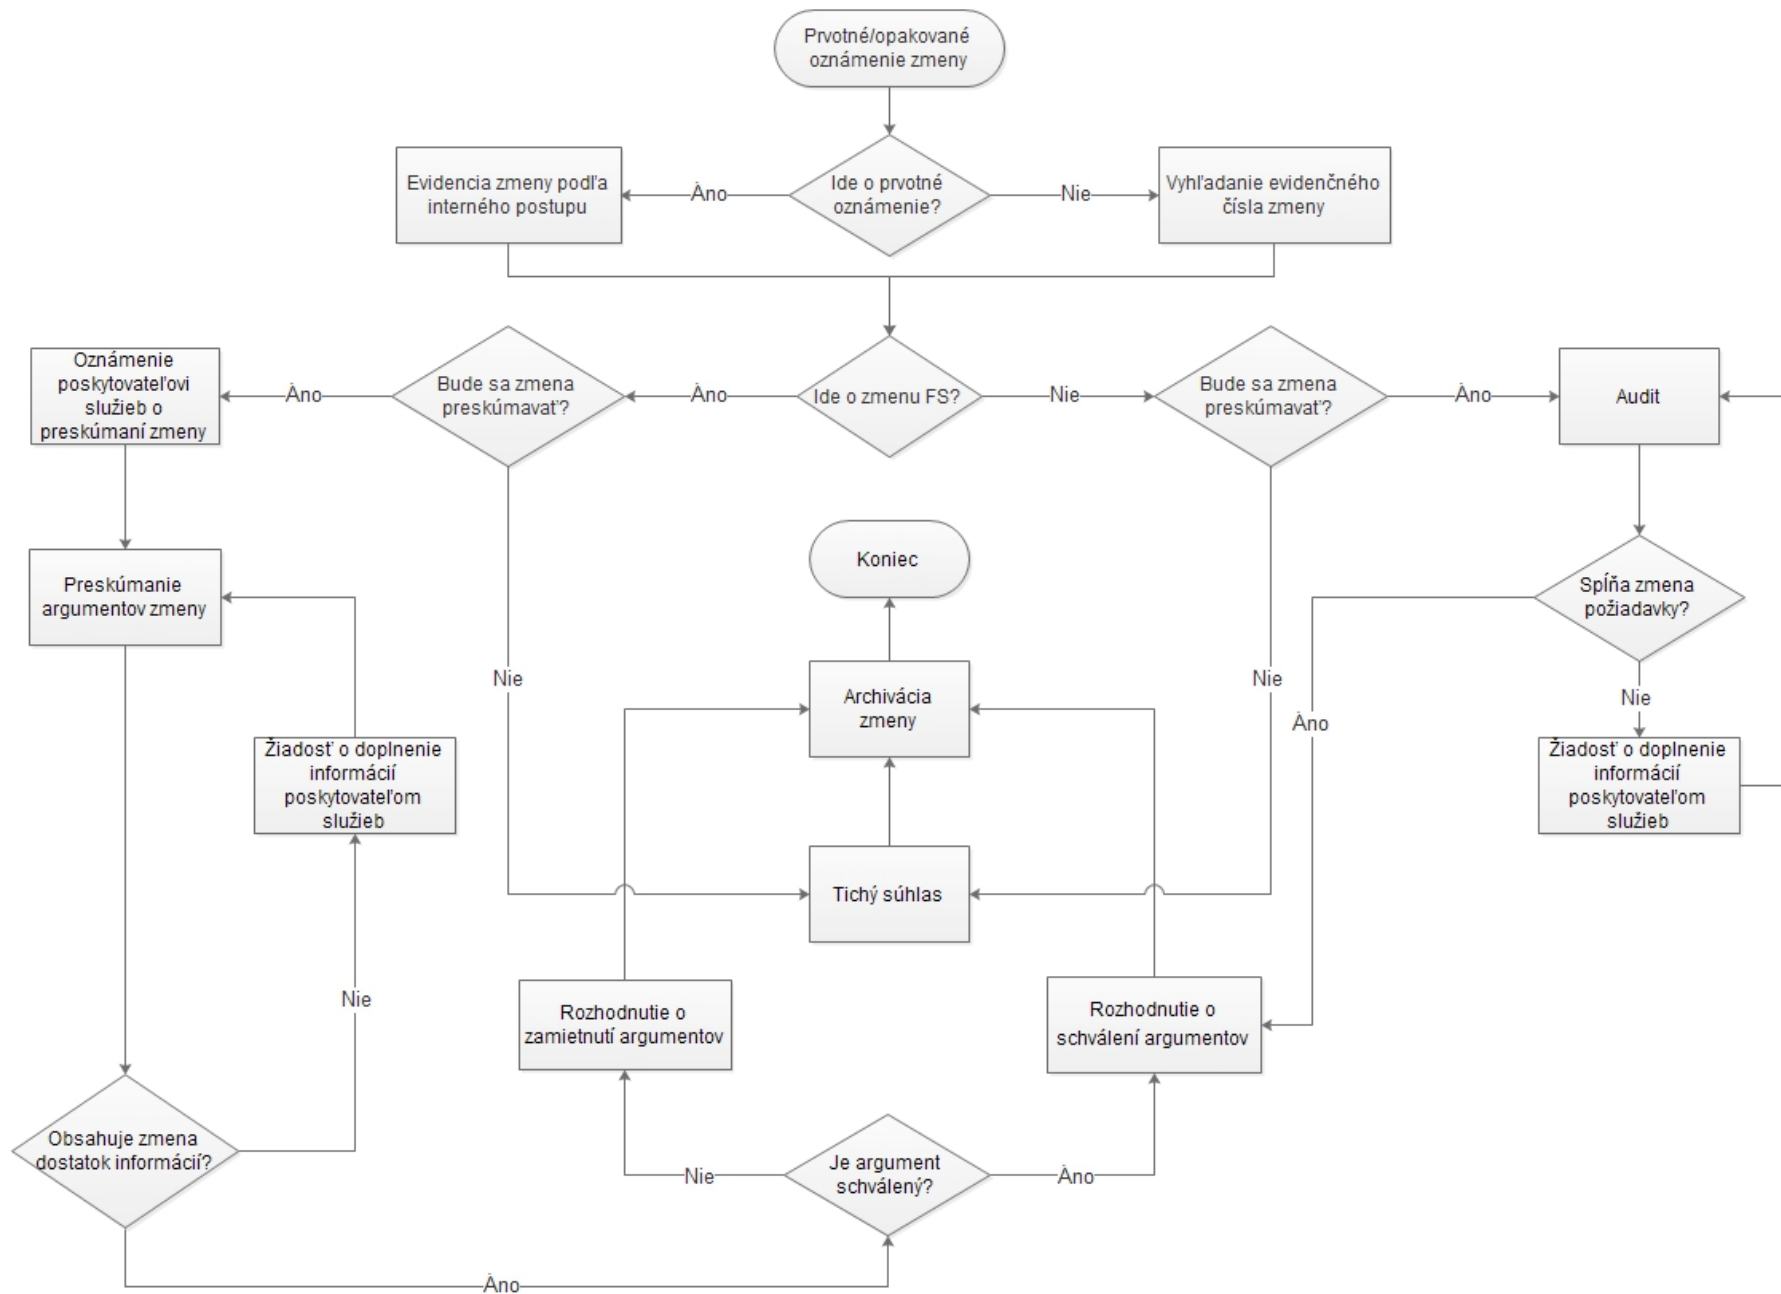 Prvotné/opakované
oznámenie zmeny
Evidencia zmeny podľa
interného postupu
Áno
Ide o prvotné
oznámenie?
Nie
Vyhľadanie evidenčného
čísla zmeny
Oznámenie
poskytovateľovi
služieb o
preskúmaní zmeny
Áno
Bude sa zmena
preskúmavať?
Áno
Ide o zmenu FS?
Nie
Bude sa zmena
preskúmavať?
Áno
Audit
Koniec
Preskúmanie
argumentov zmeny
Spĺňa zmena
požiadavky?
Nie
Nie
Archivácia
zmeny
Áno
Nie
Žiadosť o doplnenie
informácií
poskytovateľom
služieb
Žiadosť o doplnenie
informácií
poskytovateľom
služieb
Tichý súhlas
Nie
Rozhodnutie o
zamietnutí argumentov
Rozhodnutie o
schválení argumentov
Obsahuje zmena
dostatok informácií?
Nie
Je argument
schválený?
Áno
Áno